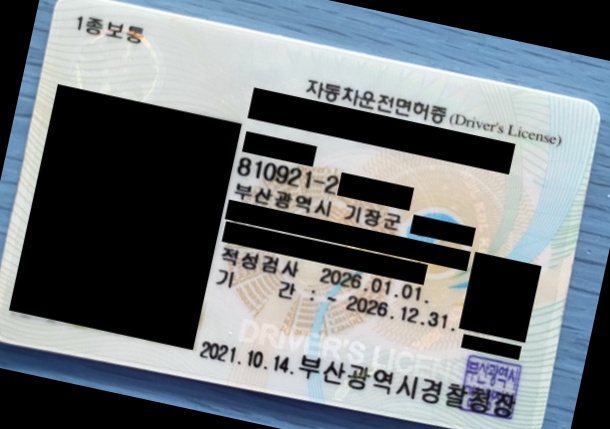 1종보통
자동차운전면허증 (Driver's License)
810921-2
부산광역시 기장군
적성검사 2026.01.01.
기 간 : ~ 2026.12.31.
DRIVER'S LICENSE
2021.10.14. 부산광역시경찰청장